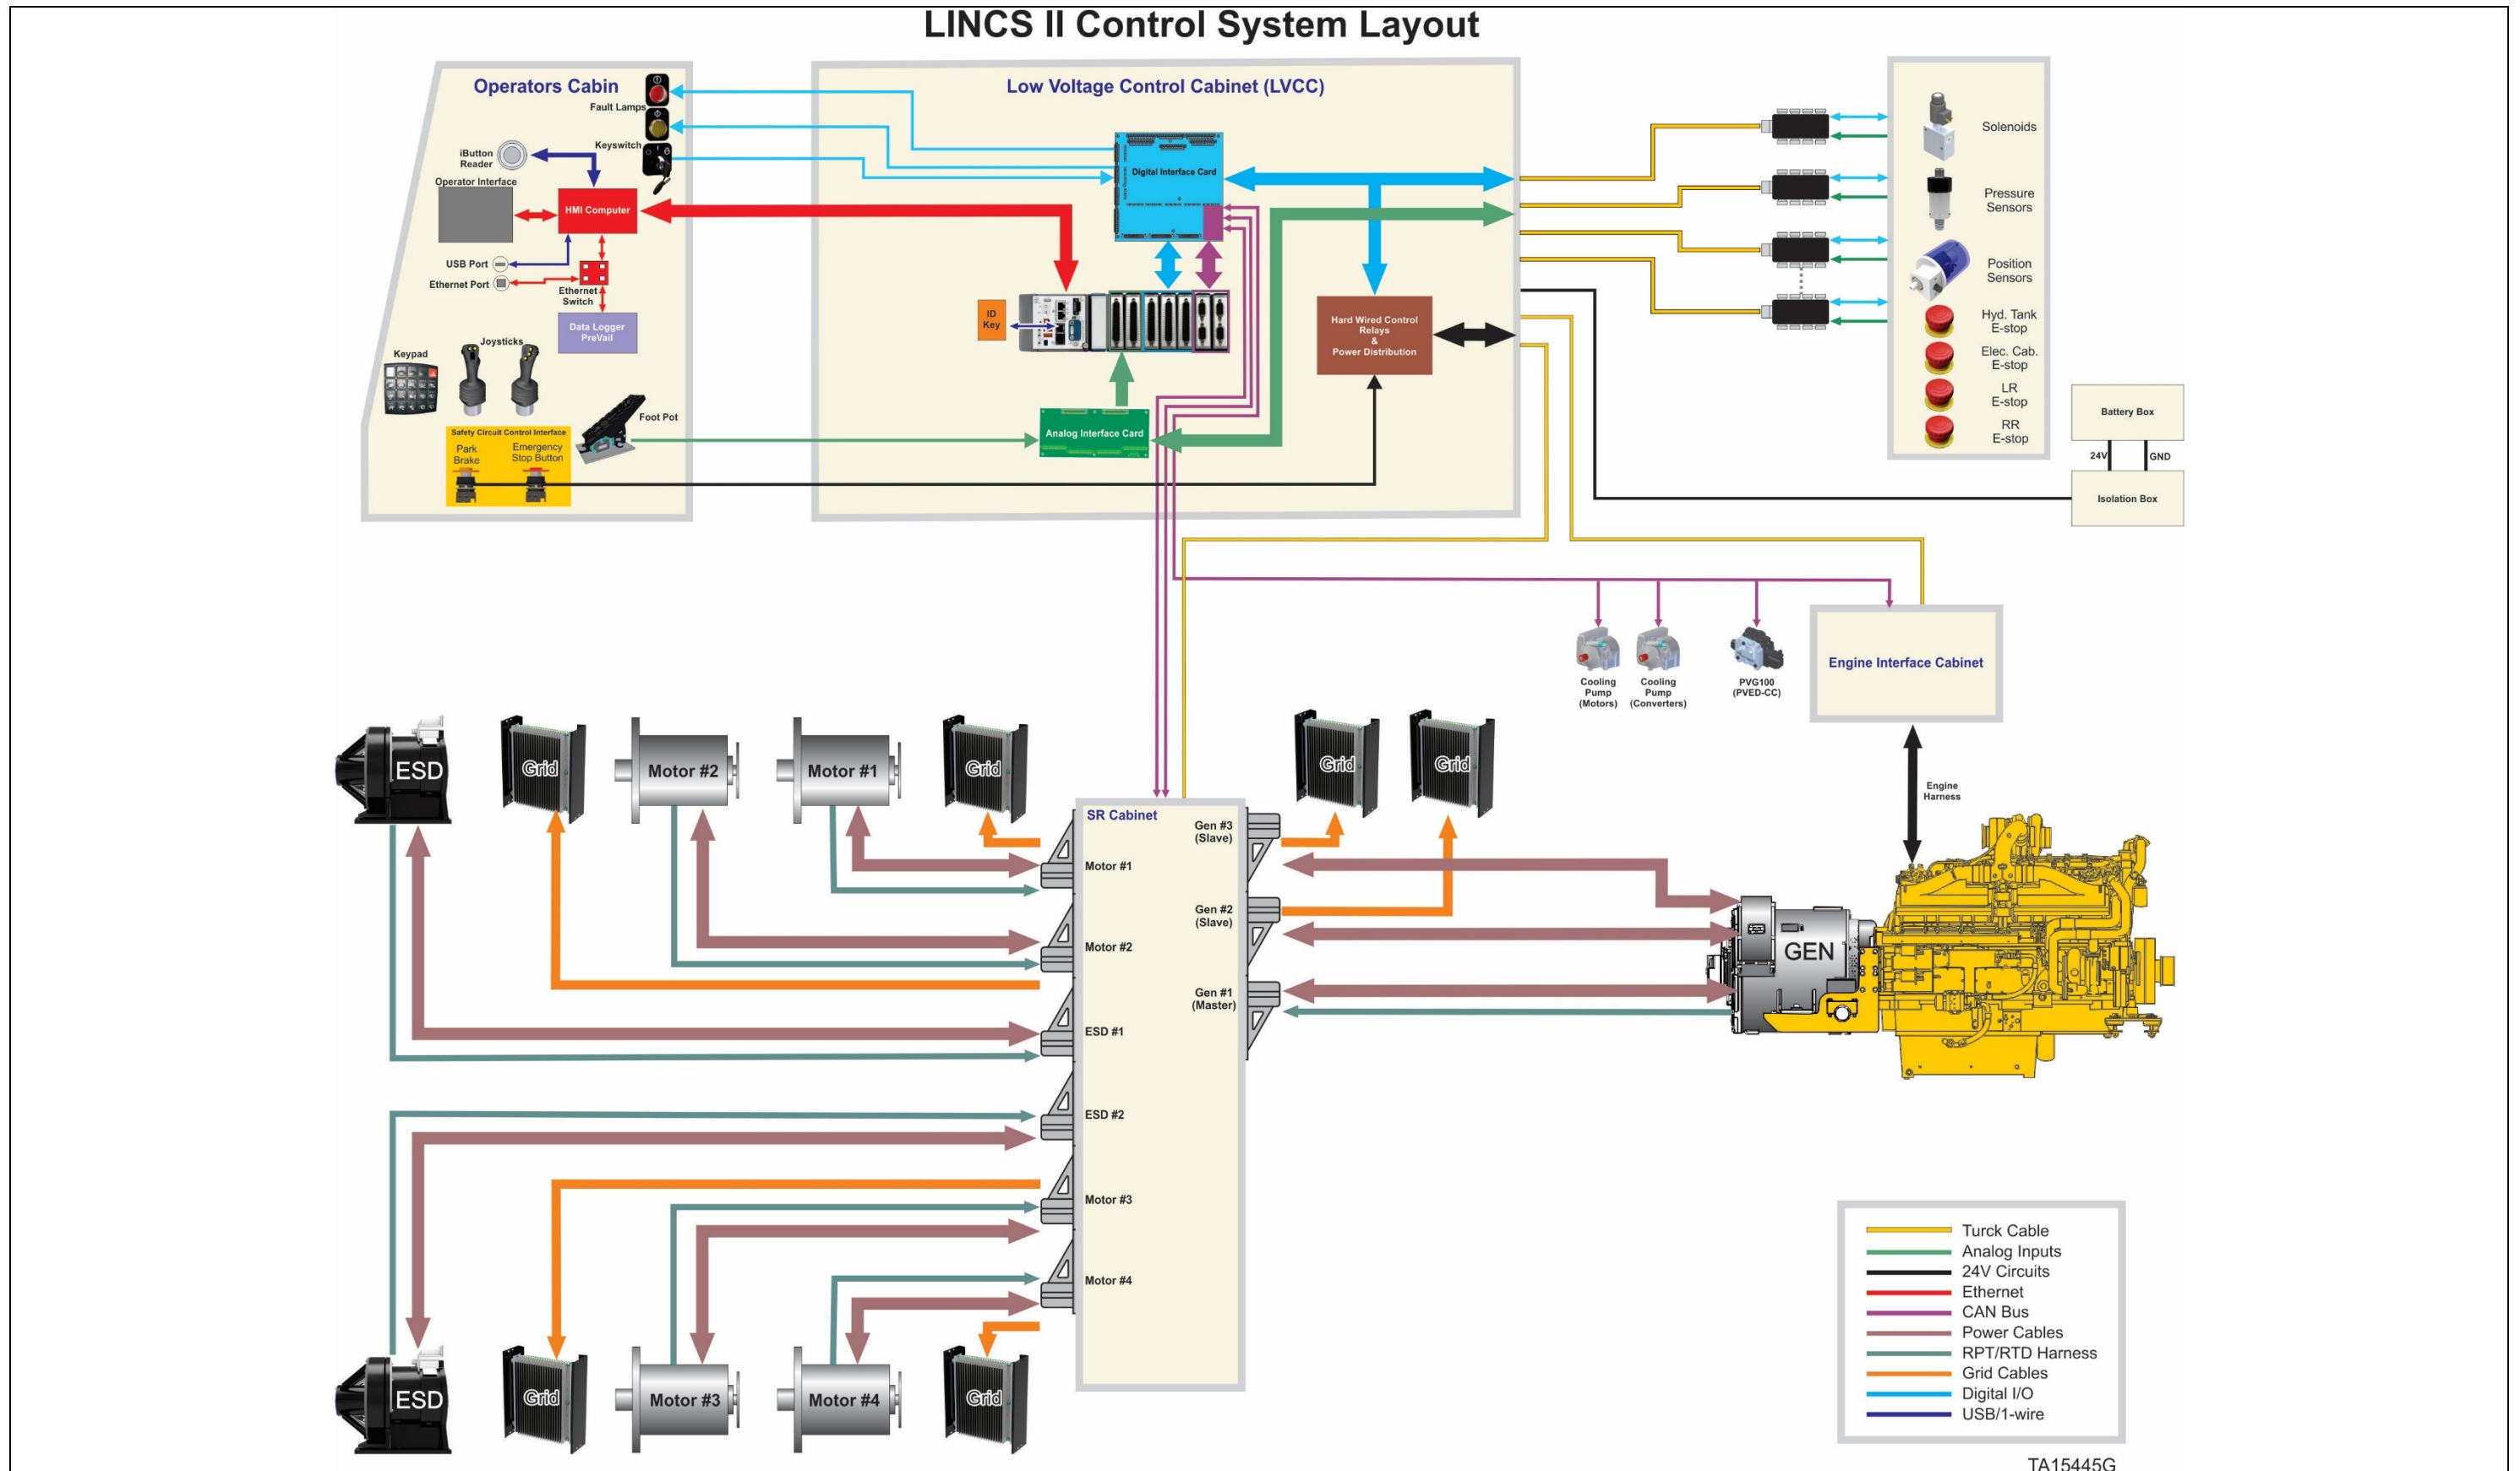 LINCS II Control System Layout
Operators Cabin
Fault Lamps
Keyswitch
iButton
Reader
Operator Interface
HMI Computer
USB Port
Ethernet Port
Ethernet
Switch
Data Logger
PreVail
Keypad
Joysticks
Foot Pot
Safety Circuit Control Interface
Park
Brake
Emergency
Stop Button
Low Voltage Control Cabinet (LVCC)
Digital Interface Card
ID
Key
Hard Wired Control
Relays
&
Power Distribution
Analog Interface Card
Solenoids
Pressure
Sensors
Position
Sensors
Hyd. Tank
E-stop
Elec. Cab.
E-stop
LR
E-stop
RR
E-stop
Battery Box
24V
GND
Isolation Box
Cooling
Pump
(Motors)
Cooling
Pump
(Converters)
PVG100
(PVED-CC)
Engine Interface Cabinet
Engine
Harness
ESD
Grid
Motor #2
Motor #1
Grid
Grid
Grid
SR Cabinet
Motor #1
Motor #2
ESD #1
ESD #2
Motor #3
Motor #4
Gen #3
(Slave)
Gen #2
(Slave)
Gen #1
(Master)
GEN
ESD
Grid
Motor #3
Motor #4
Grid
Turck Cable
Analog Inputs
24V Circuits
Ethernet
CAN Bus
Power Cables
RPT/RTD Harness
Grid Cables
Digital I/O
USB/1-wire
TA15445G